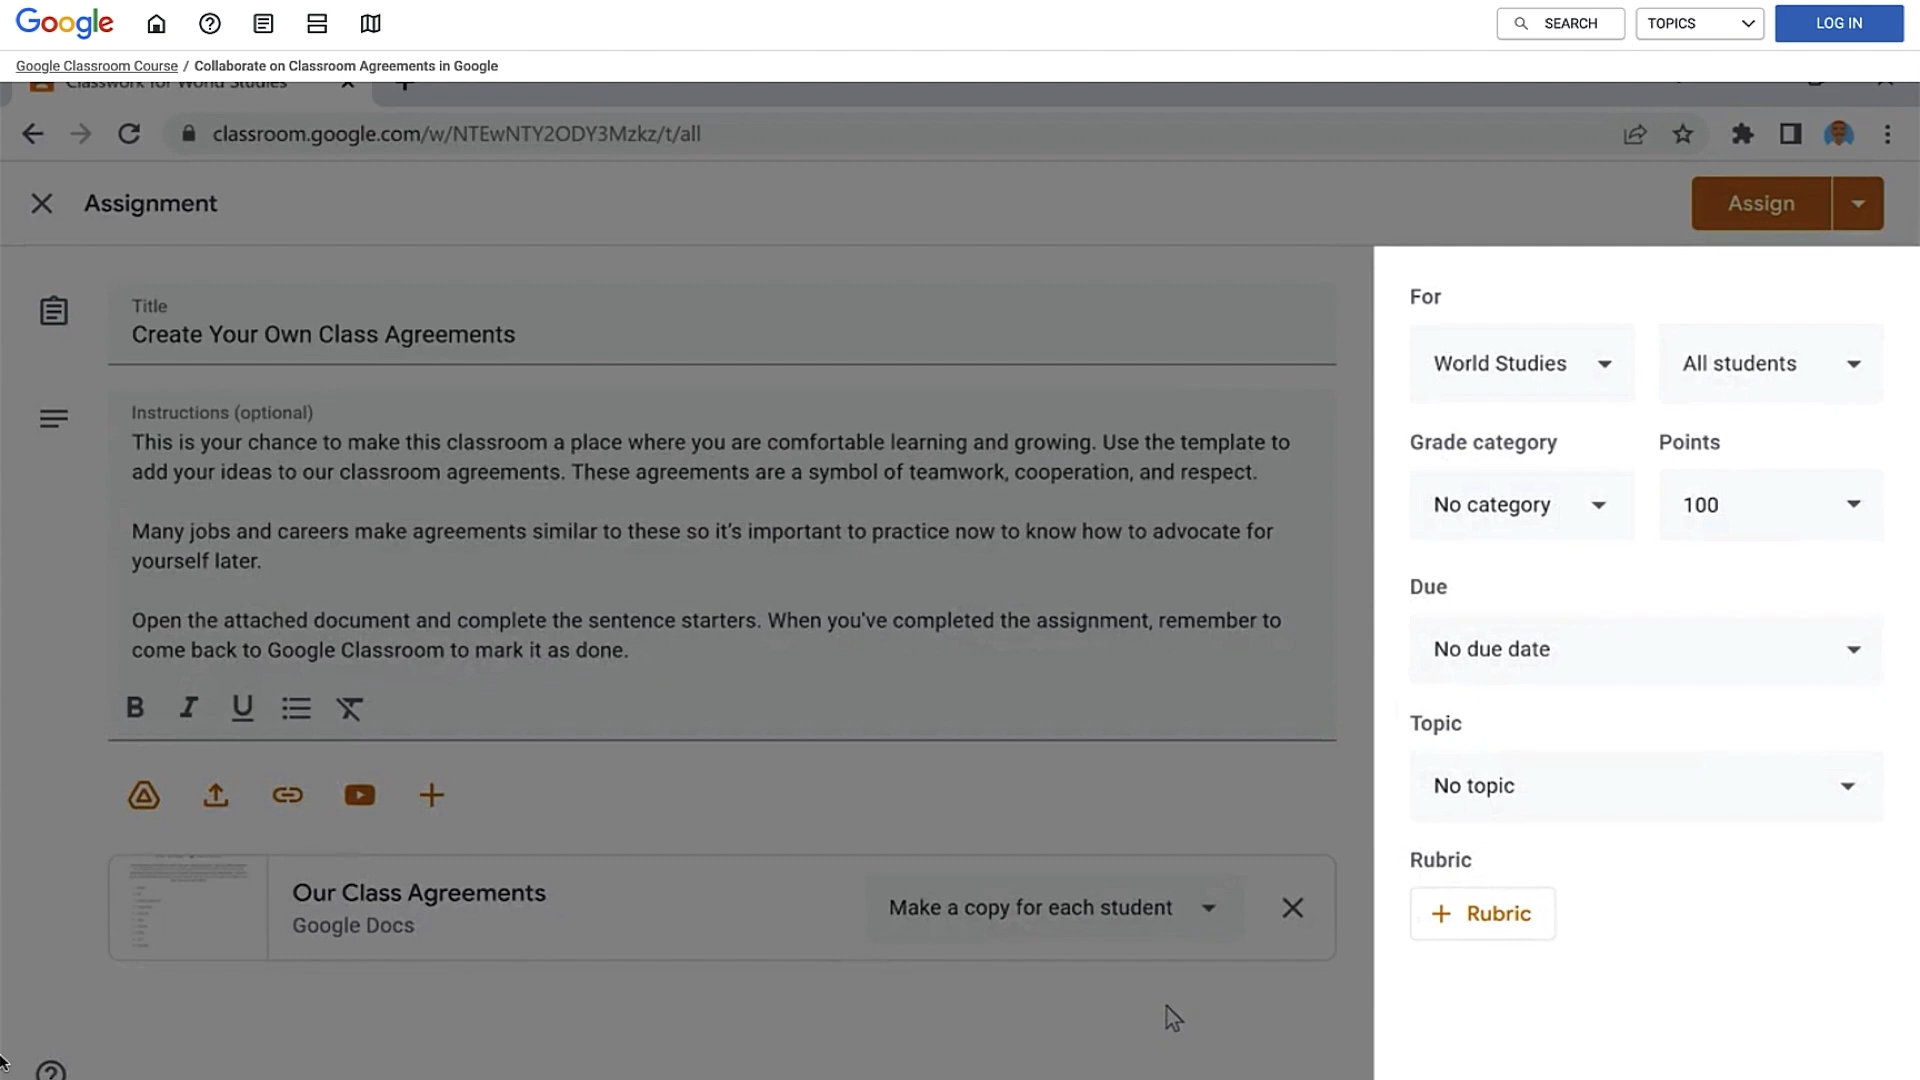 Google
SEARCH
TOPICS
LOG IN
Google Classroom Course / Collaborate on Classroom Agreements in Google
Classwork for World Studies
classroom.google.com/w/NTEwNTY2ODY3Mzkz/t/all
Assignment
Assign
Title
Create Your Own Class Agreements
Instructions (optional)
This is your chance to make this classroom a place where you are comfortable learning and growing. Use the template to
add your ideas to our classroom agreements. These agreements are a symbol of teamwork, cooperation, and respect.
Many jobs and careers make agreements similar to these so it's important to practice now to know how to advocate for
yourself later.
Open the attached document and complete the sentence starters. When you've completed the assignment, remember to
come back to Google Classroom to mark it as done.
B I U
Our Class Agreements
Google Docs
Make a copy for each student
For
World Studies
All students
Grade category
Points
No category
100
Due
No due date
Topic
No topic
Rubric
+ Rubric